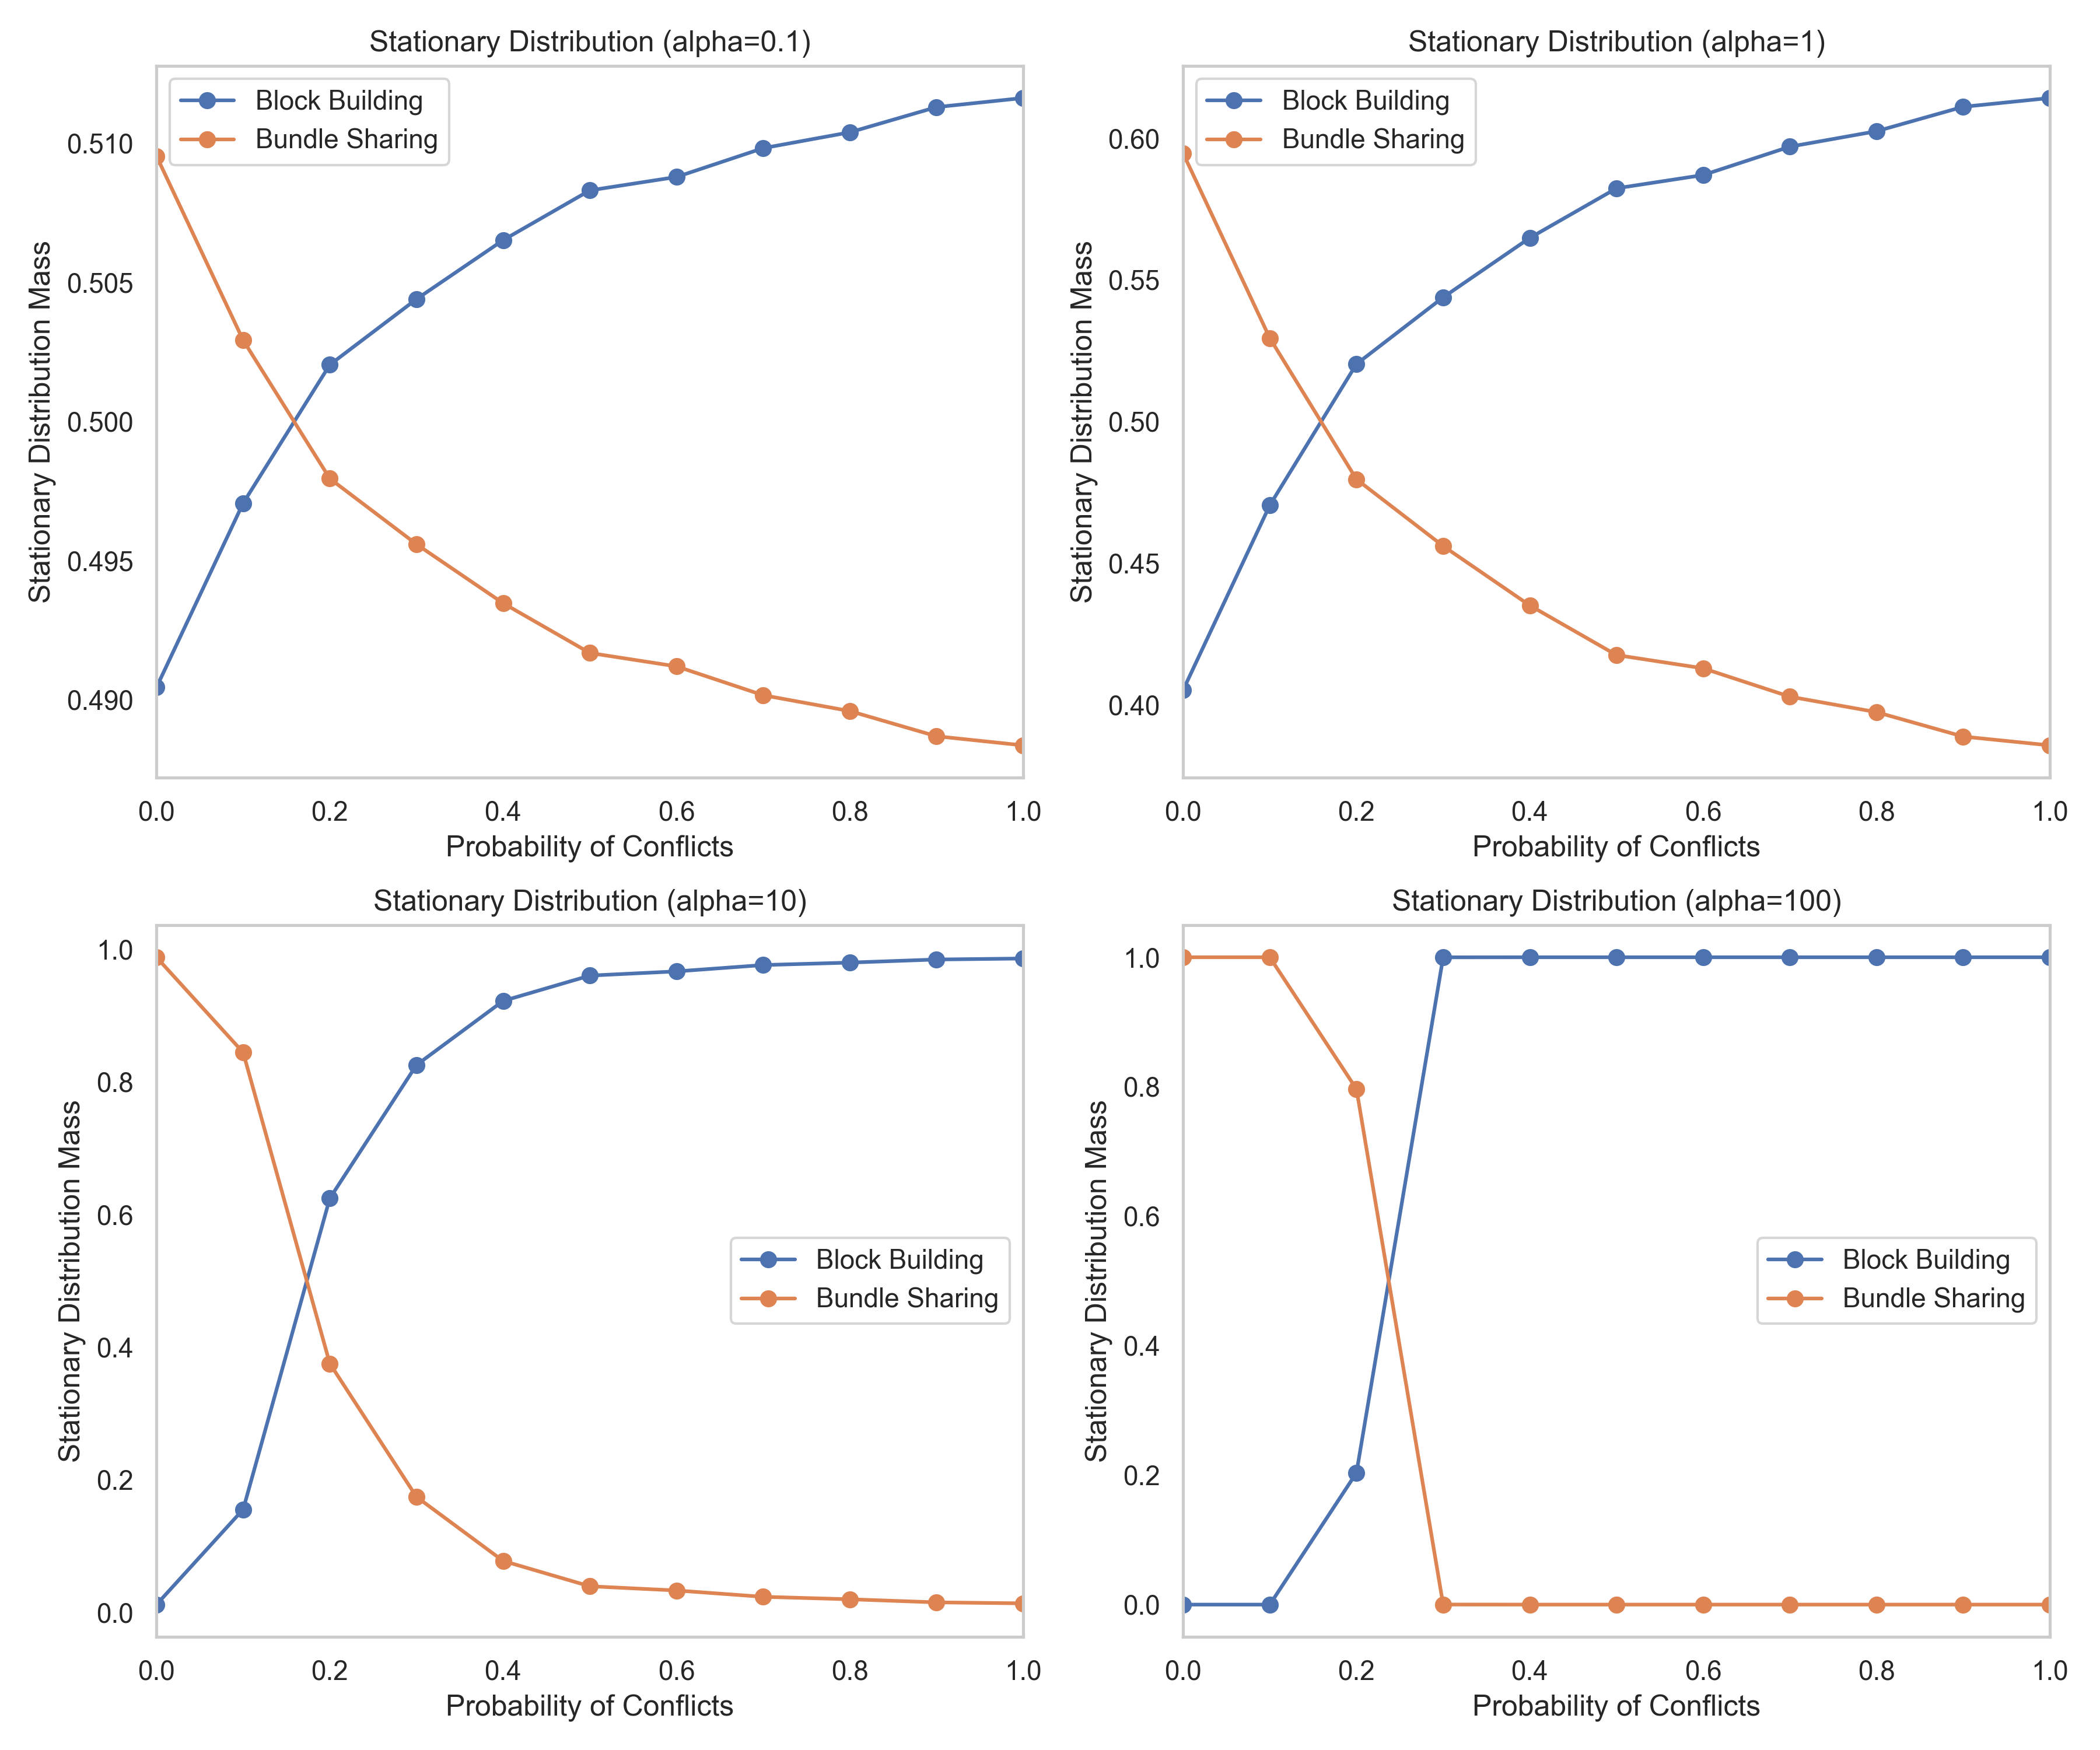 Stationary Distribution (alpha=0.1)
Block Building
Bundle Sharing
Stationary Distribution Mass
0.510
0.505
0.500
0.495
0.490
0.0 0.2 0.4 0.6 0.8 1.0
Probability of Conflicts
Stationary Distribution (alpha=1)
Block Building
Bundle Sharing
Stationary Distribution Mass
0.60
0.55
0.50
0.45
0.40
0.0 0.2 0.4 0.6 0.8 1.0
Probability of Conflicts
Stationary Distribution (alpha=10)
Block Building
Bundle Sharing
Stationary Distribution Mass
1.0
0.8
0.6
0.4
0.2
0.0
0.0 0.2 0.4 0.6 0.8 1.0
Probability of Conflicts
Stationary Distribution (alpha=100)
Block Building
Bundle Sharing
Stationary Distribution Mass
1.0
0.8
0.6
0.4
0.2
0.0
0.0 0.2 0.4 0.6 0.8 1.0
Probability of Conflicts